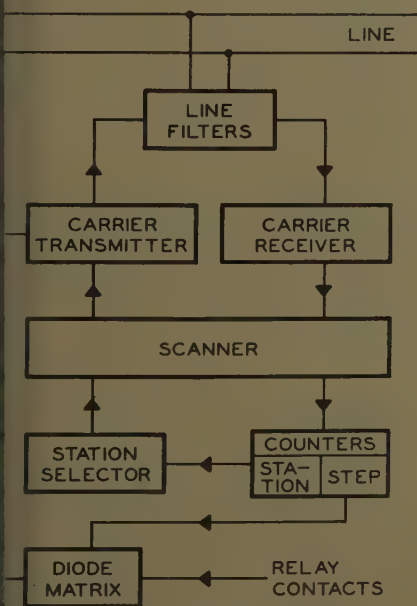 LINE
LINE
FILTERS
CARRIER
TRANSMITTER
CARRIER
RECEIVER
SCANNER
STATION
SELECTOR
COUNTERS
STA-
TION
STEP
DIODE
MATRIX
RELAY
CONTACTS